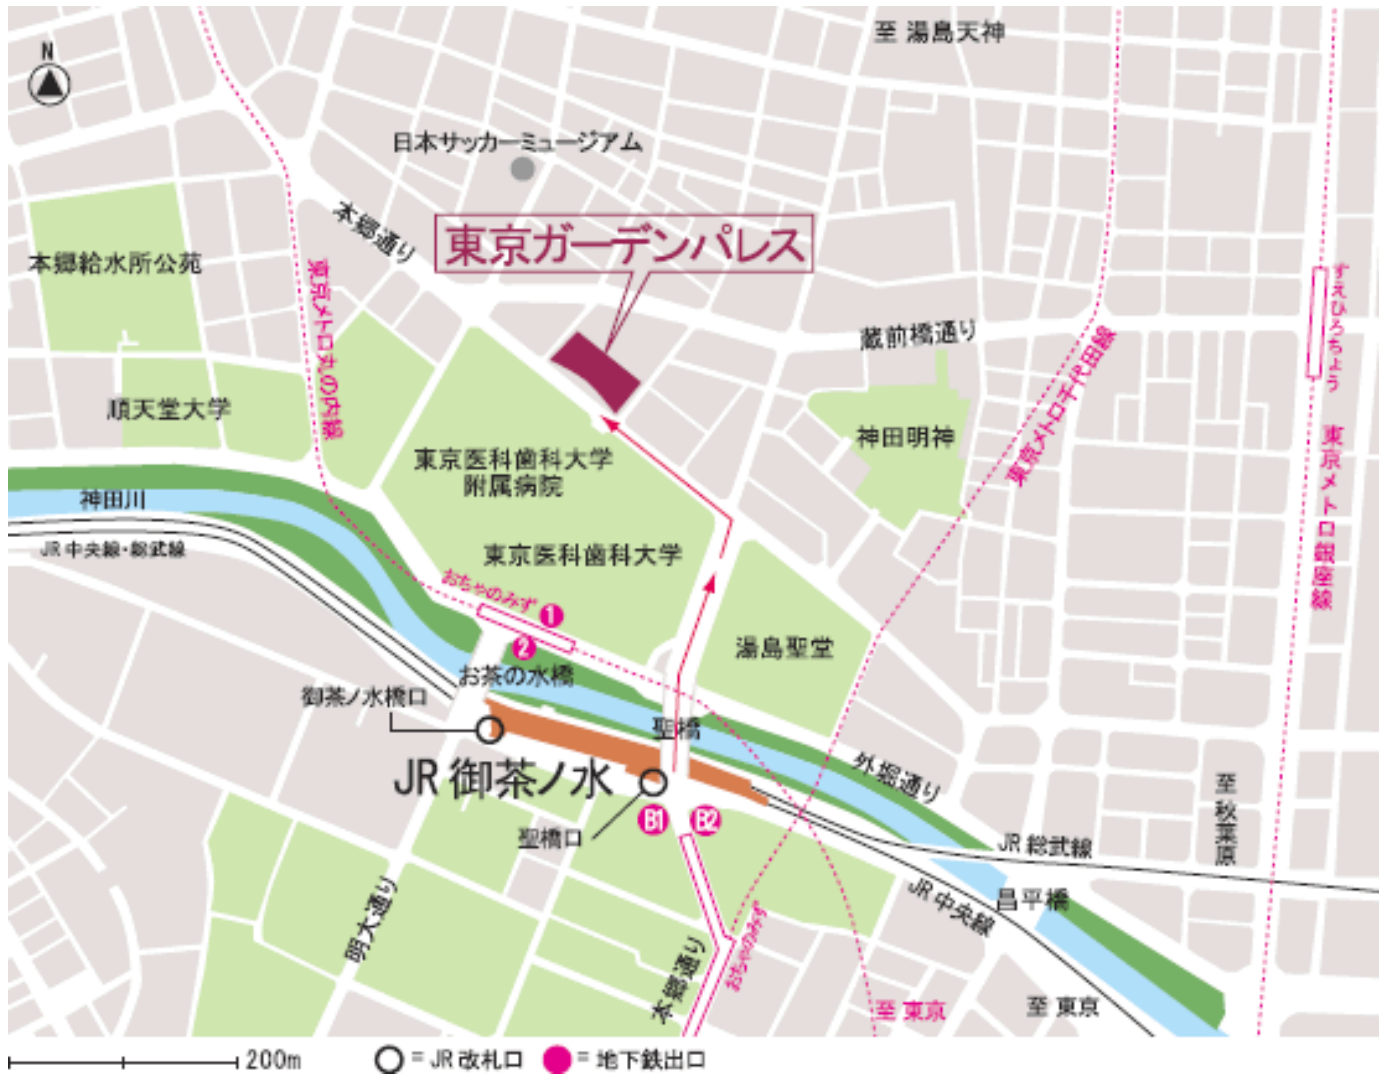 至 湯島天神
N
日本サッカーミュージアム
本郷通り
東京ガーデンパレス
本郷給水所公苑
東京メトロ丸の内線
すえひろちょう
蔵前橋通り
東京メトロ千代田線
順天堂大学
神田明神
東京メトロ銀座線
東京医科歯科大学
附属病院
神田川
JR 中央線・総武線
東京医科歯科大学
おちゃのみず
1
2
湯島聖堂
お茶の水橋
御茶ノ水橋口
聖橋
外堀通り
JR 御茶ノ水
至 秋葉原
B1
B2
聖橋口
JR 総武線
JR 中央線
昌平橋
明大通り
おちゃのみず
本郷通り
至 東京
至 東京
200m
= JR 改札口
= 地下鉄出口